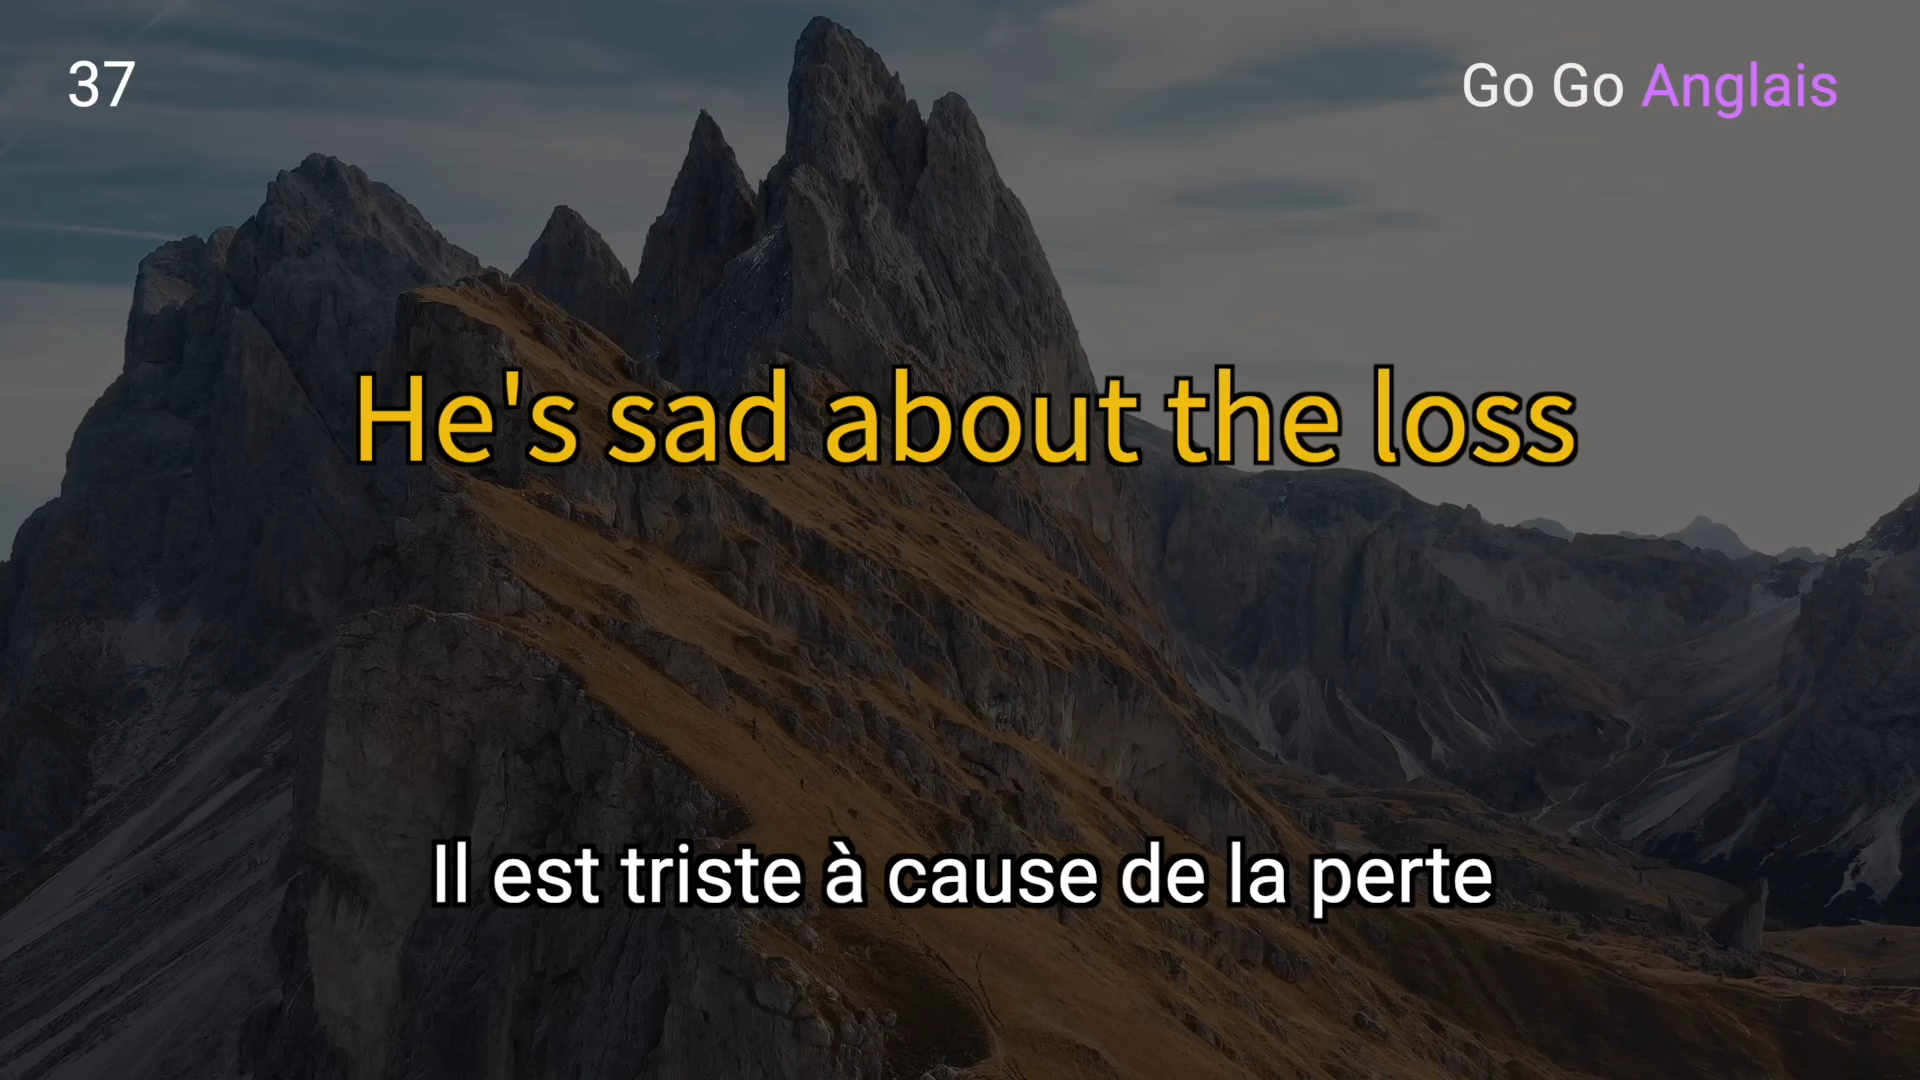 37
Go Go Anglais
He's sad about the loss
Il est triste à cause de la perte